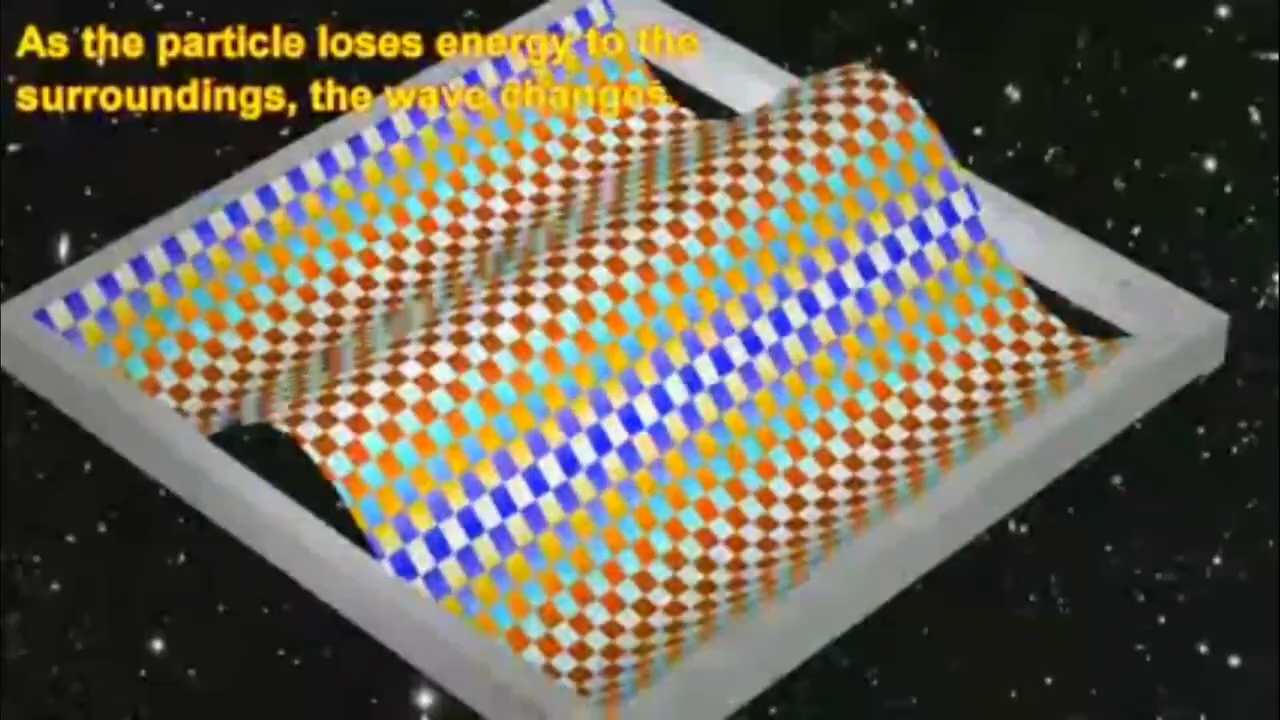 As the particle loses energy to the
surroundings, the wave changes.